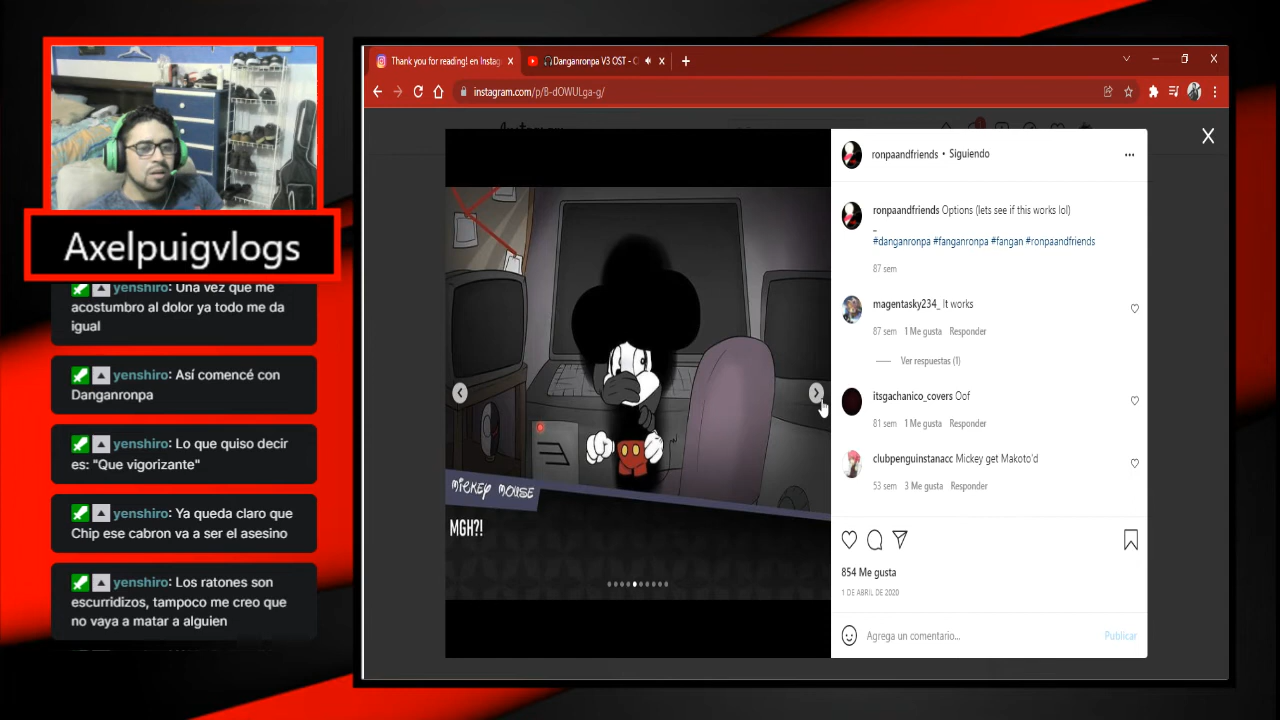 Axelpuigvlogs
yenshiro: Una vez que me
acostumbro al dolor ya todo me da
igual
yenshiro: Así comencé con
Danganronpa
yenshiro: Lo que quiso decir
es: "Que vigorizante"
yenshiro: Ya queda claro que
Chip ese cabron va a ser el asesino
yenshiro: Los ratones son
escurridizos, tampoco me creo que
no vaya a matar a alguien
Thank you for reading! en Instag
Danganronpa V3 OST -
instagram.com/p/B-dOWULga-g/
MICKEY MOUSE
MGH?!
ronpaandfriends • Siguiendo
ronpaandfriends Options (lets see if this works lol)
-
#danganronpa #fanganronpa #fangan #ronpaandfriends
87 sem
magentasky234_ It works
87 sem 1 Me gusta Responder
Ver respuestas (1)
itsgachanico_covers Oof
81 sem 1 Me gusta Responder
clubpenguinstanacc Mickey get Makoto'd
53 sem 3 Me gusta Responder
854 Me gusta
1 DE ABRIL DE 2020
Agrega un comentario...
Publicar